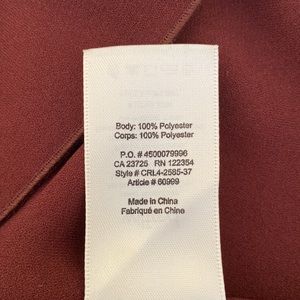 Body: 100% Polyester
Corps: 100% Polyester
P.O. # 4500079996
CA 23725 RN 122354
Style # CRL4-2585-37
Article # 60999
Made in China
Fabriqué en Chine